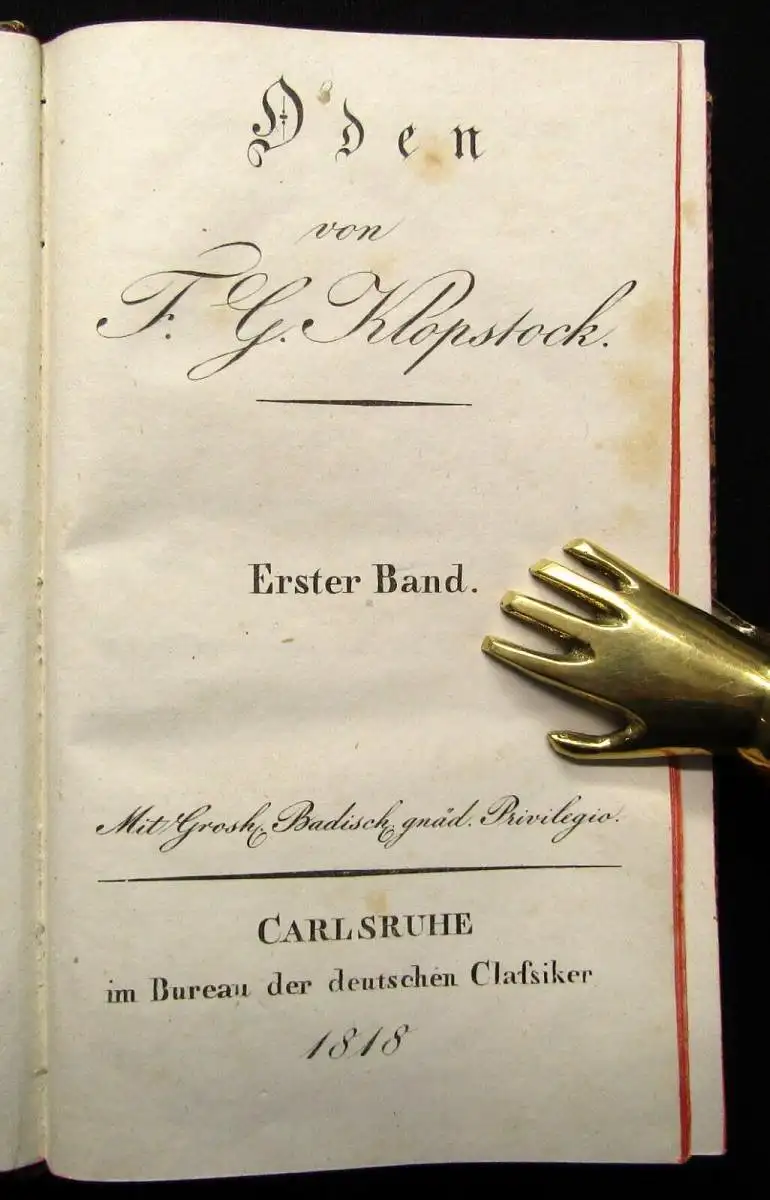 Oden
von
F. G. Klopstock.
Erster Band.
Mit Grosh. Badisch. gnäd. Privilegio.
CARLSRUHE
im Bureau der deutschen Claſsiker
1818